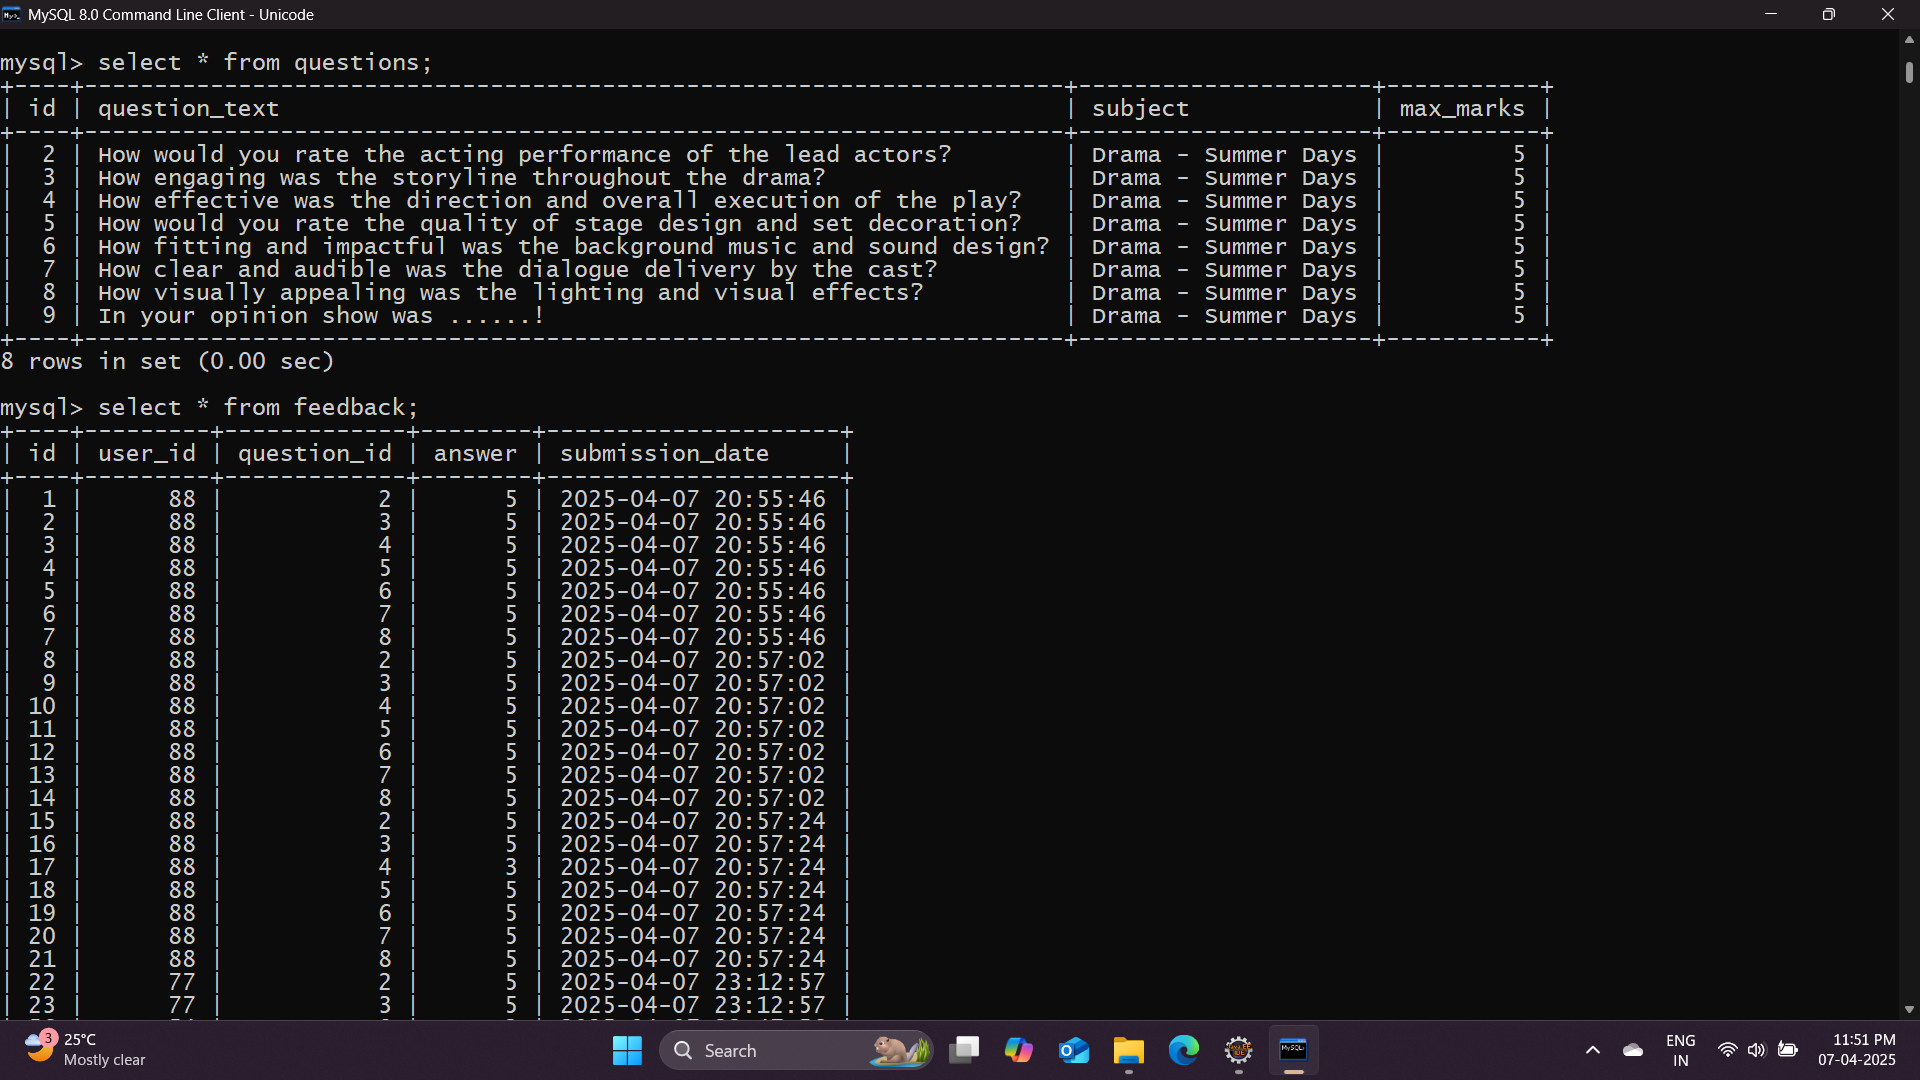 MySQL 8.0 Command Line Client - Unicode
mysql> select * from questions;
+----+----------------------------------------------------------------------+---------------------+-----------+
| id | question_text                                                        | subject             | max_marks |
+----+----------------------------------------------------------------------+---------------------+-----------+
|  2 | How would you rate the acting performance of the lead actors?        | Drama - Summer Days |         5 |
|  3 | How engaging was the storyline throughout the drama?                 | Drama - Summer Days |         5 |
|  4 | How effective was the direction and overall execution of the play?   | Drama - Summer Days |         5 |
|  5 | How would you rate the quality of stage design and set decoration?   | Drama - Summer Days |         5 |
|  6 | How fitting and impactful was the background music and sound design? | Drama - Summer Days |         5 |
|  7 | How clear and audible was the dialogue delivery by the cast?         | Drama - Summer Days |         5 |
|  8 | How visually appealing was the lighting and visual effects?          | Drama - Summer Days |         5 |
|  9 | In your opinion show was ......!                                     | Drama - Summer Days |         5 |
+----+----------------------------------------------------------------------+---------------------+-----------+
8 rows in set (0.00 sec)
mysql> select * from feedback;
+----+---------+-------------+--------+---------------------+
| id | user_id | question_id | answer | submission_date     |
+----+---------+-------------+--------+---------------------+
|  1 |      88 |           2 |      5 | 2025-04-07 20:55:46 |
|  2 |      88 |           3 |      5 | 2025-04-07 20:55:46 |
|  3 |      88 |           4 |      5 | 2025-04-07 20:55:46 |
|  4 |      88 |           5 |      5 | 2025-04-07 20:55:46 |
|  5 |      88 |           6 |      5 | 2025-04-07 20:55:46 |
|  6 |      88 |           7 |      5 | 2025-04-07 20:55:46 |
|  7 |      88 |           8 |      5 | 2025-04-07 20:55:46 |
|  8 |      88 |           2 |      5 | 2025-04-07 20:57:02 |
|  9 |      88 |           3 |      5 | 2025-04-07 20:57:02 |
| 10 |      88 |           4 |      5 | 2025-04-07 20:57:02 |
| 11 |      88 |           5 |      5 | 2025-04-07 20:57:02 |
| 12 |      88 |           6 |      5 | 2025-04-07 20:57:02 |
| 13 |      88 |           7 |      5 | 2025-04-07 20:57:02 |
| 14 |      88 |           8 |      5 | 2025-04-07 20:57:02 |
| 15 |      88 |           2 |      5 | 2025-04-07 20:57:24 |
| 16 |      88 |           3 |      5 | 2025-04-07 20:57:24 |
| 17 |      88 |           4 |      3 | 2025-04-07 20:57:24 |
| 18 |      88 |           5 |      5 | 2025-04-07 20:57:24 |
| 19 |      88 |           6 |      5 | 2025-04-07 20:57:24 |
| 20 |      88 |           7 |      5 | 2025-04-07 20:57:24 |
| 21 |      88 |           8 |      5 | 2025-04-07 20:57:24 |
| 22 |      77 |           2 |      5 | 2025-04-07 23:12:57 |
| 23 |      77 |           3 |      5 | 2025-04-07 23:12:57 |
3
25°C
Mostly clear
Search
MySQL
ENG
IN
11:51 PM
07-04-2025